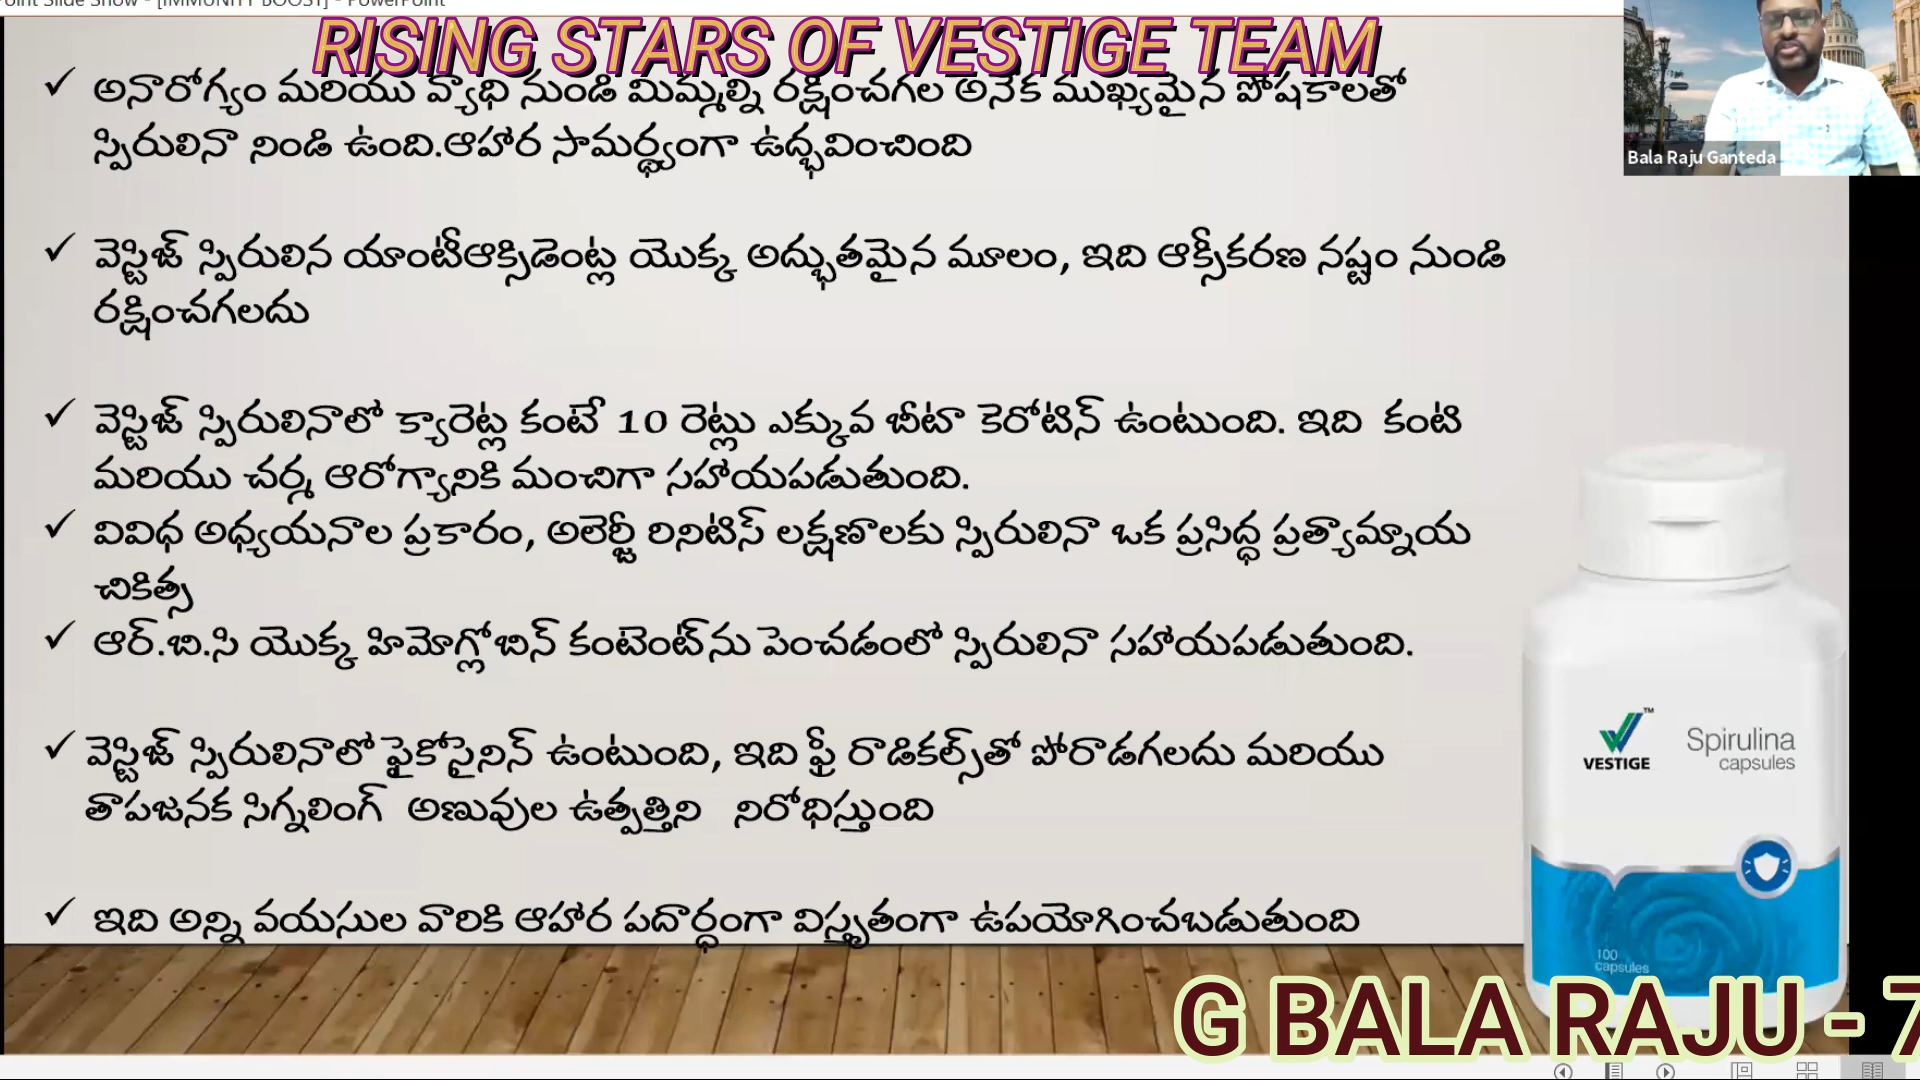 RISING STARS OF VESTIGE TEAM
అనారోగ్యం మరియు వ్యాధి నుండి మిమ్మల్ని రక్షించగల అనేక ముఖ్యమైన పోషకాలతో
స్పిరులినా నిండి ఉంది.ఆహార సామర్థ్యంగా ఉద్భవించింది
Bala Raju Ganteda
వెస్టిజ్ స్పిరులిన యాంటీఆక్సిడెంట్ల యొక్క అద్భుతమైన మూలం, ఇది ఆక్సీకరణ నష్టం నుండి
రక్షించగలదు
వెస్టిజ్ స్పిరులినాలో క్యారెట్ల కంటే 10 రెట్లు ఎక్కువ బీటా కెరోటిన్ ఉంటుంది. ఇది కంటి
మరియు చర్మ ఆరోగ్యానికి మంచిగా సహాయపడుతుంది.
వివిధ అధ్యయనాల ప్రకారం, అలెర్జీ రినిటిస్ లక్షణాలకు స్పిరులినా ఒక ప్రసిద్ధ ప్రత్యామ్నాయ
చికిత్స
ఆర్.బి.సి యొక్క హిమోగ్లోబిన్ కంటెంట్‌ను పెంచడంలో స్పిరులినా సహాయపడుతుంది.
వెస్టిజ్ స్పిరులినాలో ఫైకోసైనిన్ ఉంటుంది, ఇది ఫ్రీ రాడికల్స్‌తో పోరాడగలదు మరియు
తాపజనక సిగ్నలింగ్ అణువుల ఉత్పత్తిని నిరోధిస్తుంది
ఇది అన్ని వయసుల వారికి ఆహార పదార్ధంగా విస్తృతంగా ఉపయోగించబడుతుంది
VESTIGE
Spirulina
capsules
100
capsules
G BALA RAJU - 7